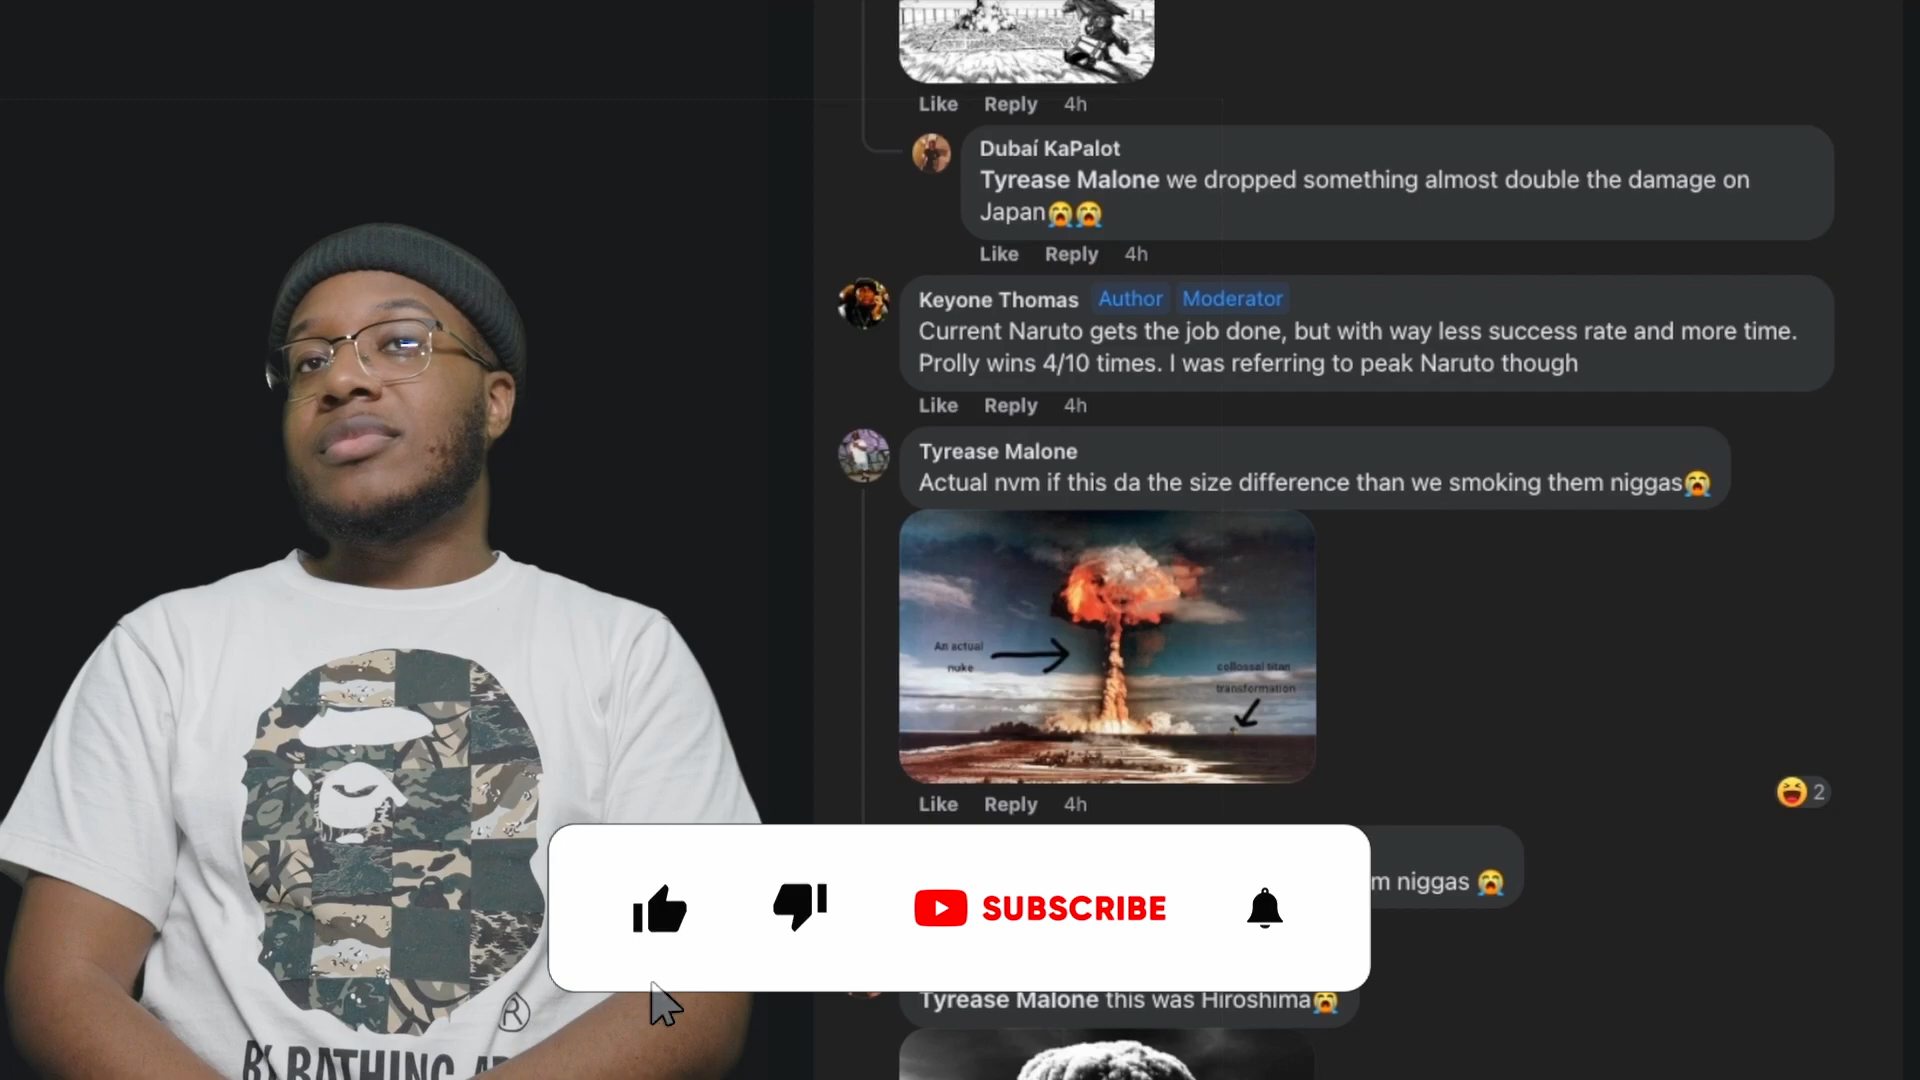 Like Reply 4h
Dubaí KaPalot
Tyrease Malone we dropped something almost double the damage on
Japan😭😭
Like Reply 4h
Keyone Thomas Author Moderator
Current Naruto gets the job done, but with way less success rate and more time.
Prolly wins 4/10 times. I was referring to peak Naruto though
Like Reply 4h
Tyrease Malone
Actual nvm if this da the size difference than we smoking them niggas😭
An actual
nuke
collossal titan
transformation
Like Reply 4h
2
m niggas 😭
SUBSCRIBE
Tyrease Malone this was Hiroshima😭
R
BATHING